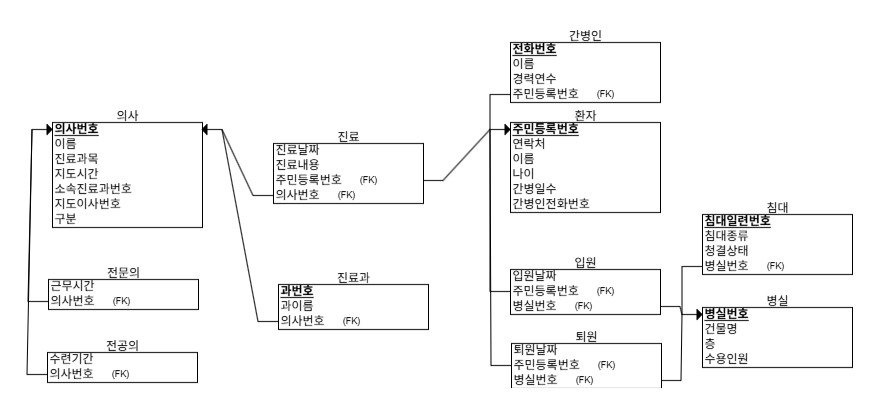 의사
의사번호
이름
진료과목
지도시간
소속진료과번호
지도이사번호
구분
전문의
근무시간
의사번호 (FK)
전공의
수련기간
의사번호 (FK)
진료
진료날짜
진료내용
주민등록번호 (FK)
의사번호 (FK)
진료과
과번호
과이름
의사번호 (FK)
간병인
전화번호
이름
경력연수
주민등록번호 (FK)
환자
주민등록번호
연락처
이름
나이
간병일수
간병인전화번호
입원
입원날짜
주민등록번호 (FK)
병실번호 (FK)
퇴원
퇴원날짜
주민등록번호 (FK)
병실번호 (FK)
침대
침대일련번호
침대종류
청결상태
병실번호 (FK)
병실
병실번호
건물명
층
수용인원